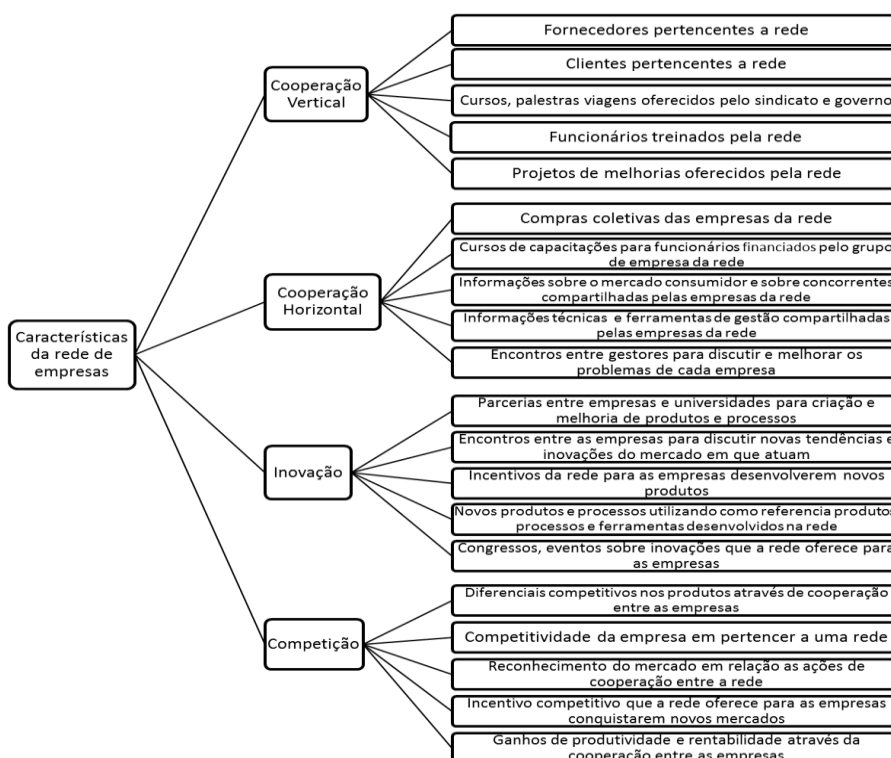 Características
da rede de
empresas
Cooperação
Vertical
Fornecedores pertencentes a rede
Clientes pertencentes a rede
Cursos, palestras viagens oferecidos pelo sindicato e governo
Funcionários treinados pela rede
Projetos de melhorias oferecidos pela rede
Cooperação
Horizontal
Compras coletivas das empresas da rede
Cursos de capacitações para funcionários financiados pelo grupo
de empresa da rede
Informações sobre o mercado consumidor e sobre concorrentes
compartilhadas pelas empresas da rede
Informações técnicas e ferramentas de gestão compartilhadas
pelas empresas da rede
Encontros entre gestores para discutir e melhorar os
problemas de cada empresa
Inovação
Parcerias entre empresas e universidades para criação e
melhoria de produtos e processos
Encontros entre as empresas para discutir novas tendências e
inovações do mercado em que atuam
Incentivos da rede para as empresas desenvolverem novos
produtos
Novos produtos e processos utilizando como referencia produtos
processos e ferramentas desenvolvidos na rede
Congressos, eventos sobre inovações que a rede oferece para
as empresas
Competição
Diferenciais competitivos nos produtos através de cooperação
entre as empresas
Competitividade da empresa em pertencer a uma rede
Reconhecimento do mercado em relação as ações de
cooperação entre a rede
Incentivo competitivo que a rede oferece para as empresas
conquistarem novos mercados
Ganhos de produtividade e rentabilidade através da
cooperação entre as empresas